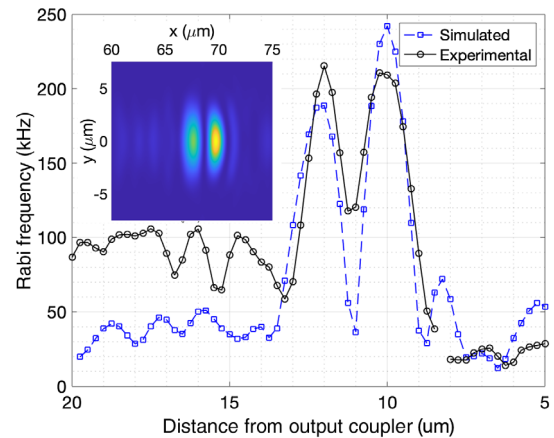 250
200
150
100
50
0
Rabi frequency (kHz)
x (μm)
60
65
70
75
y (μm)
5
0
−5
Simulated
Experimental
20
15
10
5
Distance from output coupler (um)